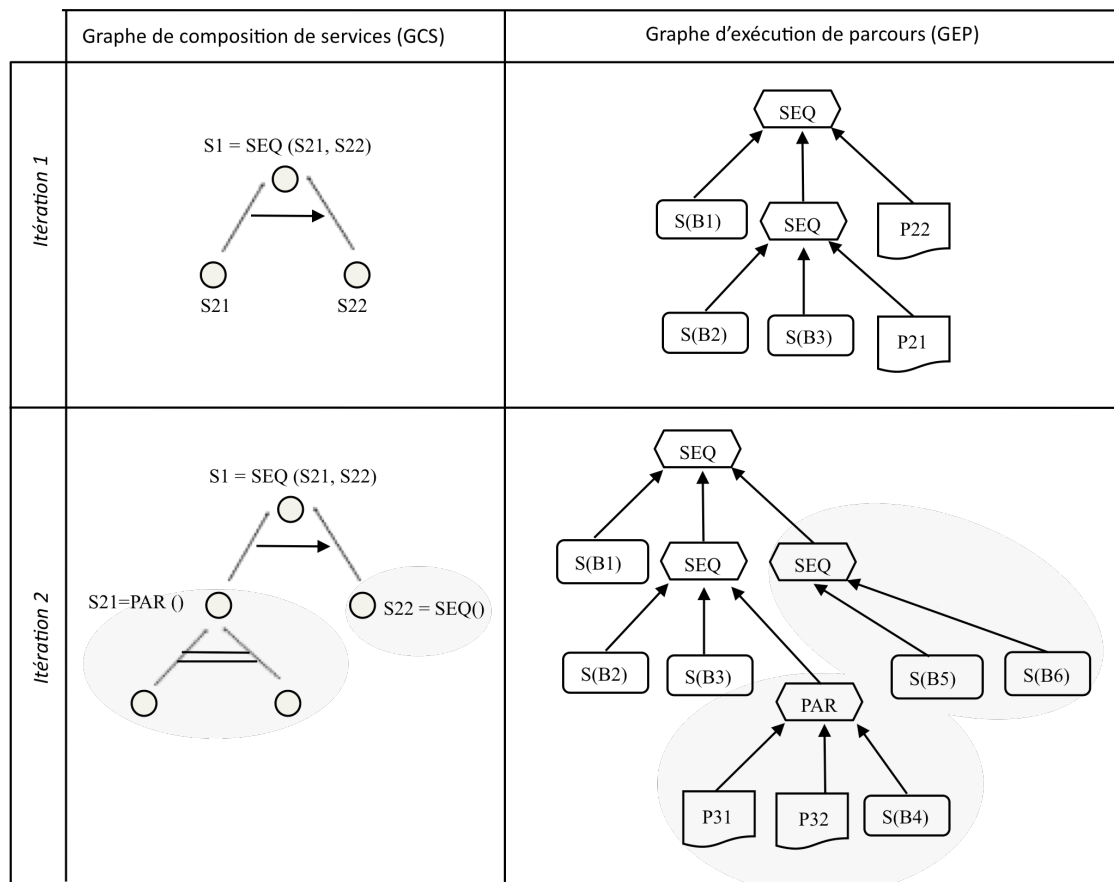 Graphe de composition de services (GCS)
Graphe d'exécution de parcours (GEP)
Itération 1
S1 = SEQ (S21, S22)
S21
S22
SEQ
S(B1)
SEQ
P22
S(B2)
S(B3)
P21
Itération 2
S1 = SEQ (S21, S22)
S21=PAR ()
S22 = SEQ()
SEQ
S(B1)
SEQ
SEQ
S(B2)
S(B3)
S(B5)
S(B6)
PAR
P31
P32
S(B4)